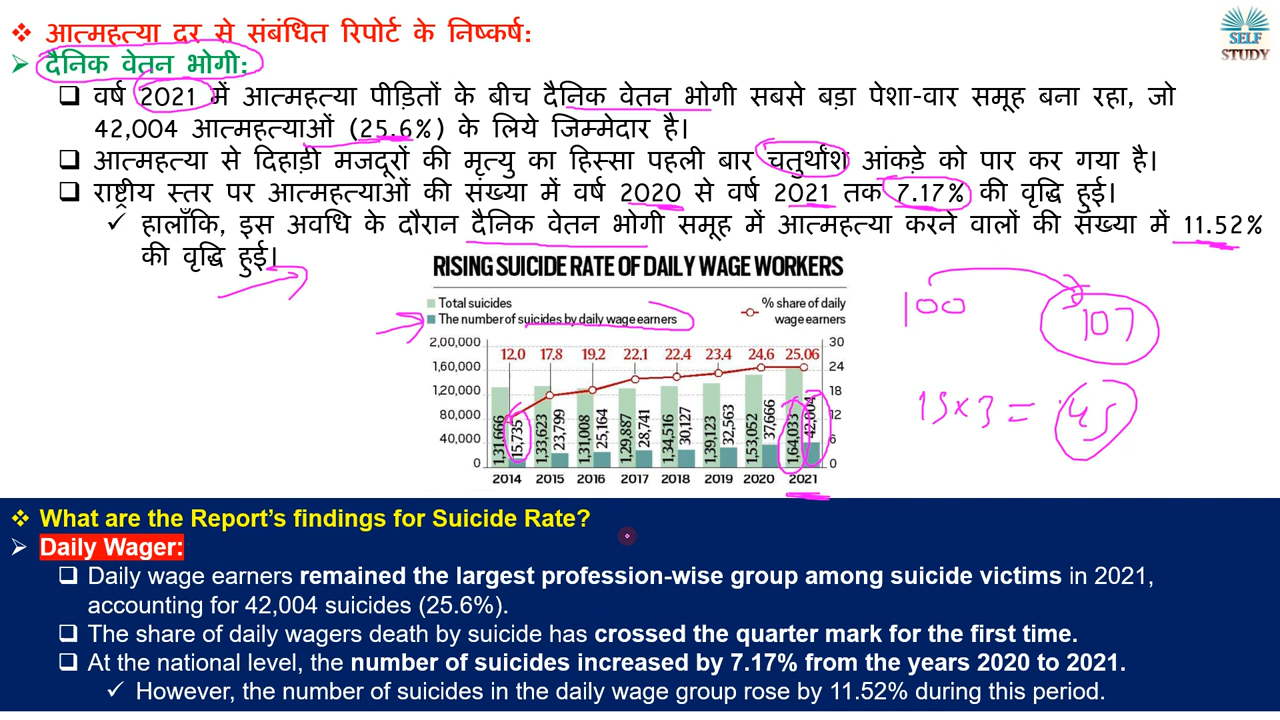 ❖ आत्महत्या दर से संबंधित रिपोर्ट के निष्कर्ष:
SELF
STUDY
➤ दैनिक वेतन भोगी:
❑ वर्ष 2021 में आत्महत्या पीड़ितों के बीच दैनिक वेतन भोगी सबसे बड़ा पेशा-वार समूह बना रहा, जो
42,004 आत्महत्याओं (25.6%) के लिये जिम्मेदार है।
❑ आत्महत्या से दिहाड़ी मजदूरों की मृत्यु का हिस्सा पहली बार चतुर्थांश आंकड़े को पार कर गया है।
❑ राष्ट्रीय स्तर पर आत्महत्याओं की संख्या में वर्ष 2020 से वर्ष 2021 तक 7.17% की वृद्धि हुई।
✓ हालाँकि, इस अवधि के दौरान दैनिक वेतन भोगी समूह में आत्महत्या करने वालों की संख्या में 11.52%
की वृद्धि हुई।
RISING SUICIDE RATE OF DAILY WAGE WORKERS
Total suicides
The number of suicides by daily wage earners
% share of daily
wage earners
100
107
15x3 = 45
2,00,000
1,60,000
1,20,000
80,000
40,000
0
12.0 17.8 19.2 22.1 22.4 23.4 24.6 25.06
30
24
18
12
6
0
1,31,666 15,735 1,33,623 23,799 1,31,008 25,164 1,29,887 28,741 1,34,516 30,127 1,39,123 32,563 1,53,052 37,666 1,64,033 42,004
2014 2015 2016 2017 2018 2019 2020 2021
❖ What are the Report's findings for Suicide Rate?
➤ Daily Wager:
❑ Daily wage earners remained the largest profession-wise group among suicide victims in 2021,
accounting for 42,004 suicides (25.6%).
❑ The share of daily wagers death by suicide has crossed the quarter mark for the first time.
❑ At the national level, the number of suicides increased by 7.17% from the years 2020 to 2021.
✓ However, the number of suicides in the daily wage group rose by 11.52% during this period.